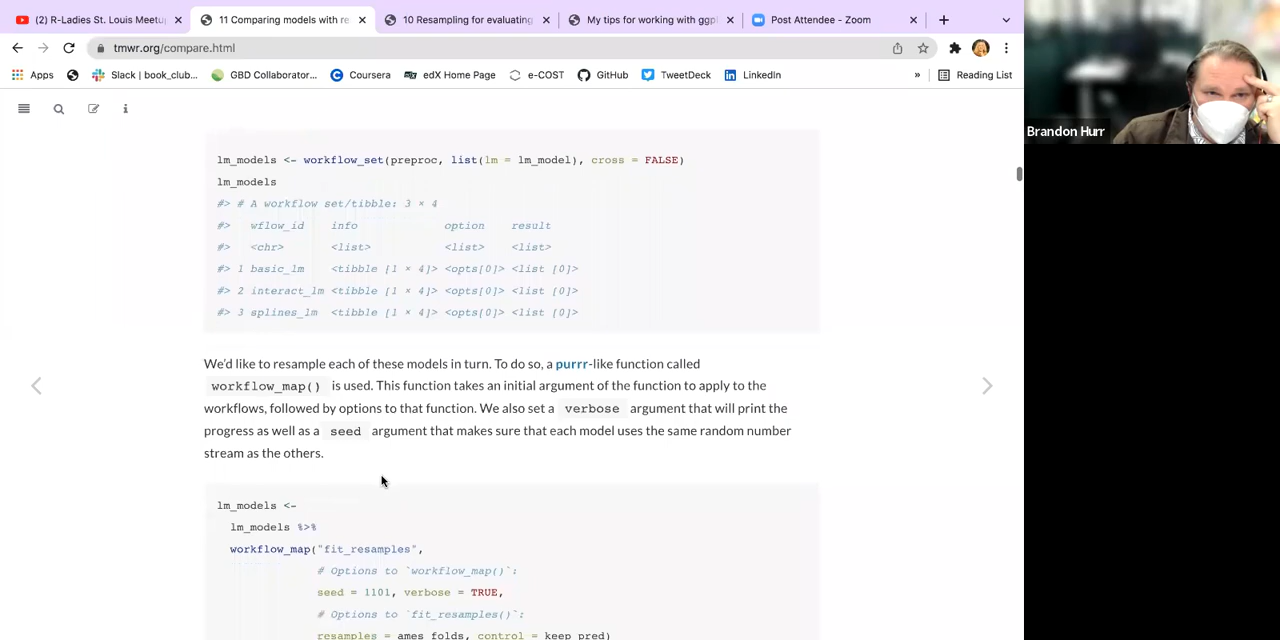 (2) R-Ladies St. Louis Meetu
11 Comparing models with re
10 Resampling for evaluating
My tips for working with ggpl
Post Attendee - Zoom
tmwr.org/compare.html
Apps
Slack | book_club...
GBD Collaborator...
Coursera
edX Home Page
e-COST
GitHub
TweetDeck
LinkedIn
»
Reading List
Brandon Hurr
lm_models <- workflow_set(preproc, list(lm = lm_model), cross = FALSE)
lm_models
#> # A workflow set/tibble: 3 × 4
#>   wflow_id    info             option    result
#>   <chr>       <list>           <list>    <list>
#> 1 basic_lm    <tibble [1 × 4]> <opts[0]> <list [0]>
#> 2 interact_lm <tibble [1 × 4]> <opts[0]> <list [0]>
#> 3 splines_lm  <tibble [1 × 4]> <opts[0]> <list [0]>
We'd like to resample each of these models in turn. To do so, a purrr-like function called
workflow_map() is used. This function takes an initial argument of the function to apply to the
workflows, followed by options to that function. We also set a verbose argument that will print the
progress as well as a seed argument that makes sure that each model uses the same random number
stream as the others.
lm_models <-
lm_models %>%
workflow_map("fit_resamples",
# Options to `workflow_map()`:
seed = 1101, verbose = TRUE,
# Options to `fit_resamples()`:
resamples = ames_folds, control = keep_pred)